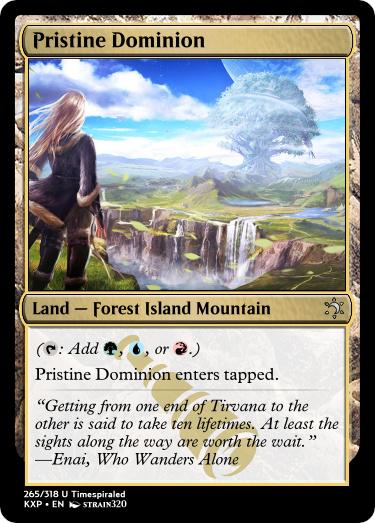 Pristine Dominion
Land — Forest Island Mountain
(: Add , , or .)
Pristine Dominion enters tapped.
“Getting from one end of Tirvana to the
other is said to take ten lifetimes. At least the
sights along the way are worth the wait.”
—Enai, Who Wanders Alone
265/318 U Timespiraled
KXP • EN STRAIN320